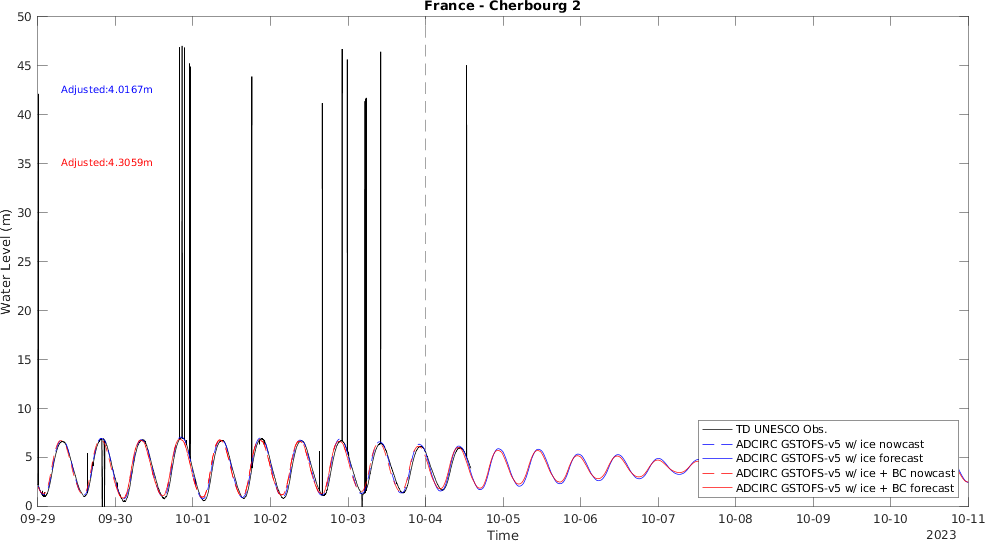 France - Cherbourg 2
50
45
40
35
30
25
20
15
10
5
0
Water Level (m)
Adjusted:4.0167m
Adjusted:4.3059m
TD UNESCO Obs.
ADCIRC GSTOFS-v5 w/ ice nowcast
ADCIRC GSTOFS-v5 w/ ice forecast
ADCIRC GSTOFS-v5 w/ ice + BC nowcast
ADCIRC GSTOFS-v5 w/ ice + BC forecast
09-29 09-30 10-01 10-02 10-03 10-04 10-05 10-06 10-07 10-08 10-09 10-10 10-11
Time
2023